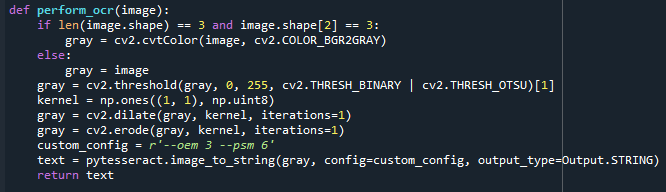 def perform_ocr(image):
    if len(image.shape) == 3 and image.shape[2] == 3:
        gray = cv2.cvtColor(image, cv2.COLOR_BGR2GRAY)
    else:
        gray = image
    gray = cv2.threshold(gray, 0, 255, cv2.THRESH_BINARY | cv2.THRESH_OTSU)[1]
    kernel = np.ones((1, 1), np.uint8)
    gray = cv2.dilate(gray, kernel, iterations=1)
    gray = cv2.erode(gray, kernel, iterations=1)
    custom_config = r'--oem 3 --psm 6'
    text = pytesseract.image_to_string(gray, config=custom_config, output_type=Output.STRING)
    return text